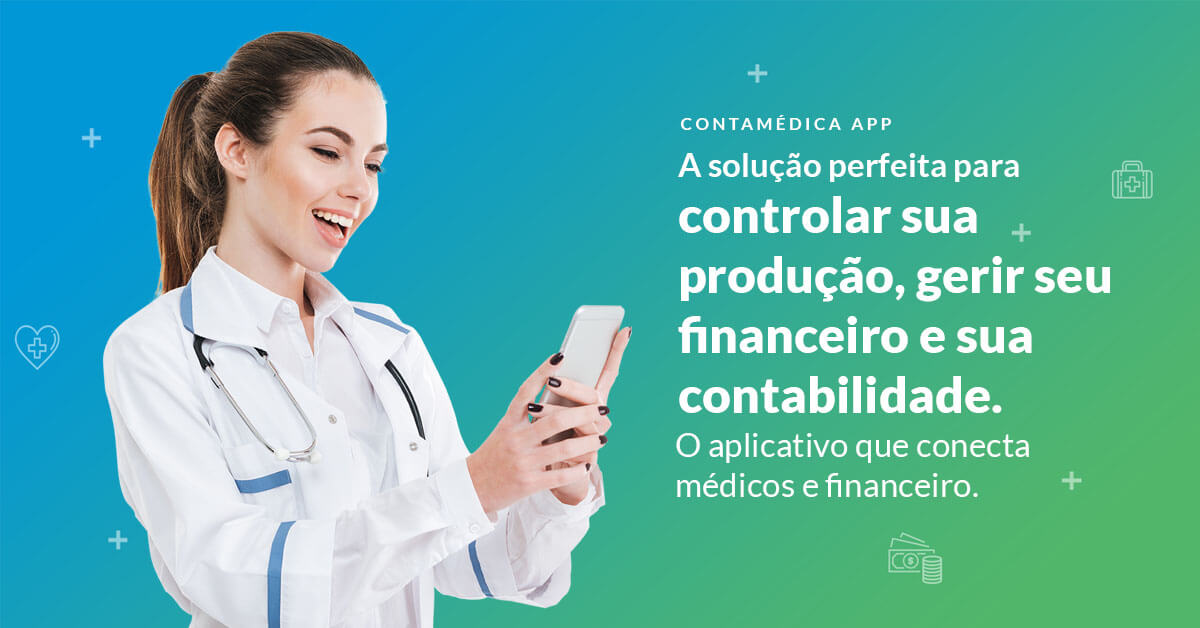 CONTAMÉDICA APP
A solução perfeita para
controlar sua
produção, gerir seu
financeiro e sua
contabilidade.
O aplicativo que conecta
médicos e financeiro.